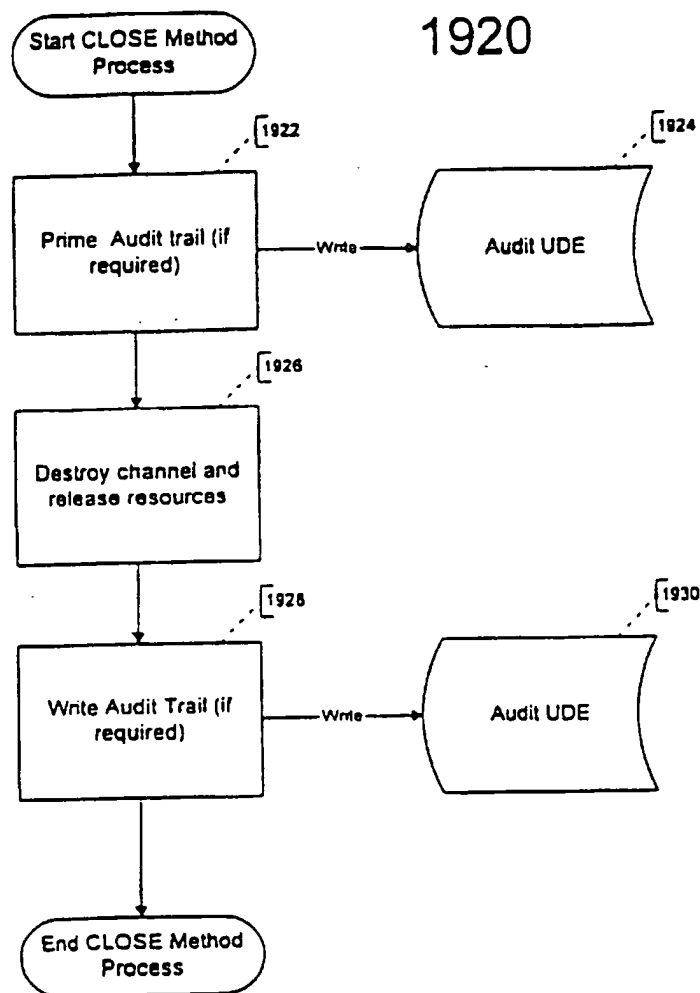 1920
Start CLOSE Method
Process
1922
1924
Prime Audit trail (if
required)
Write
Audit UDE
1926
Destroy channel and
release resources
1928
1930
Write Audit Trail (if
required)
Write
Audit UDE
End CLOSE Method
Process